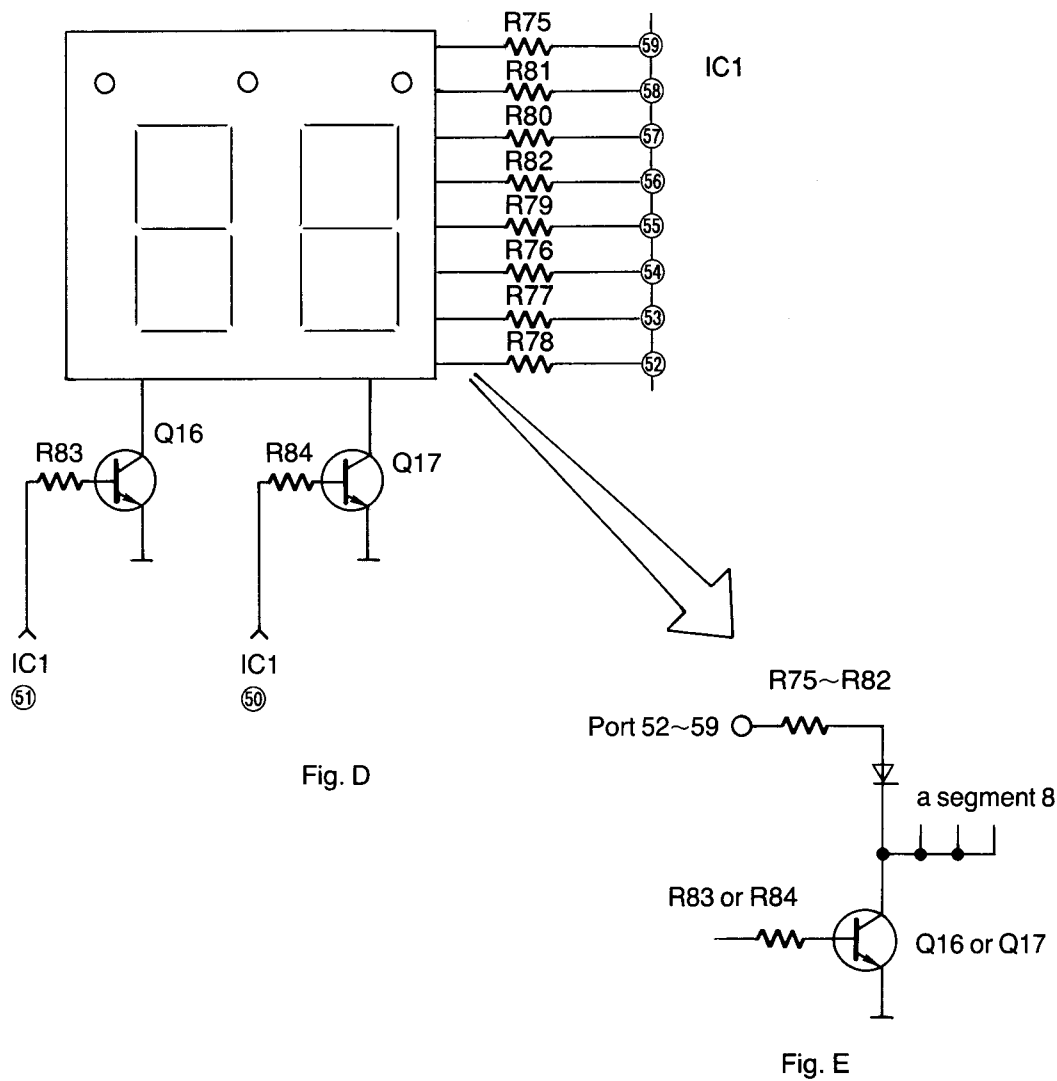 R75
59
IC1
R81
58
R80
57
R82
56
R79
55
R76
54
R77
53
R78
52
Q16
R83
R84
Q17
IC1
51
IC1
50
Fig. D
R75~R82
Port 52~59
a segment 8
R83 or R84
Q16 or Q17
Fig. E